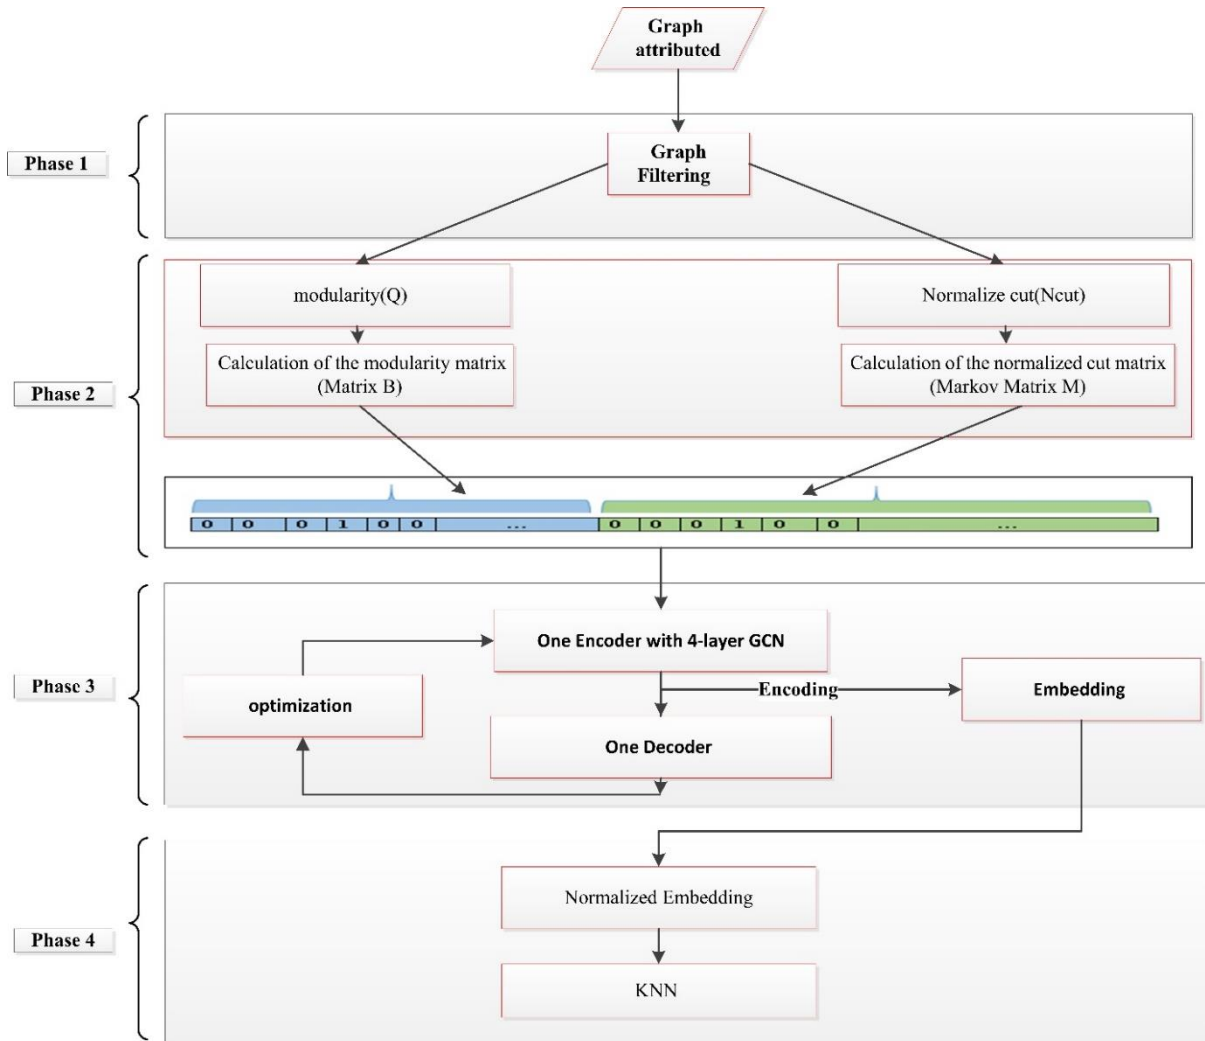 Graph
attributed
Phase 1
Graph
Filtering
Phase 2
modularity(Q)
Normalize cut(Ncut)
Calculation of the modularity matrix
(Matrix B)
Calculation of the normalized cut matrix
(Markov Matrix M)
0 0 0 1 0 0 ... 0 0 0 1 0 0 ...
Phase 3
One Encoder with 4-layer GCN
optimization
Encoding
Embedding
One Decoder
Phase 4
Normalized Embedding
KNN